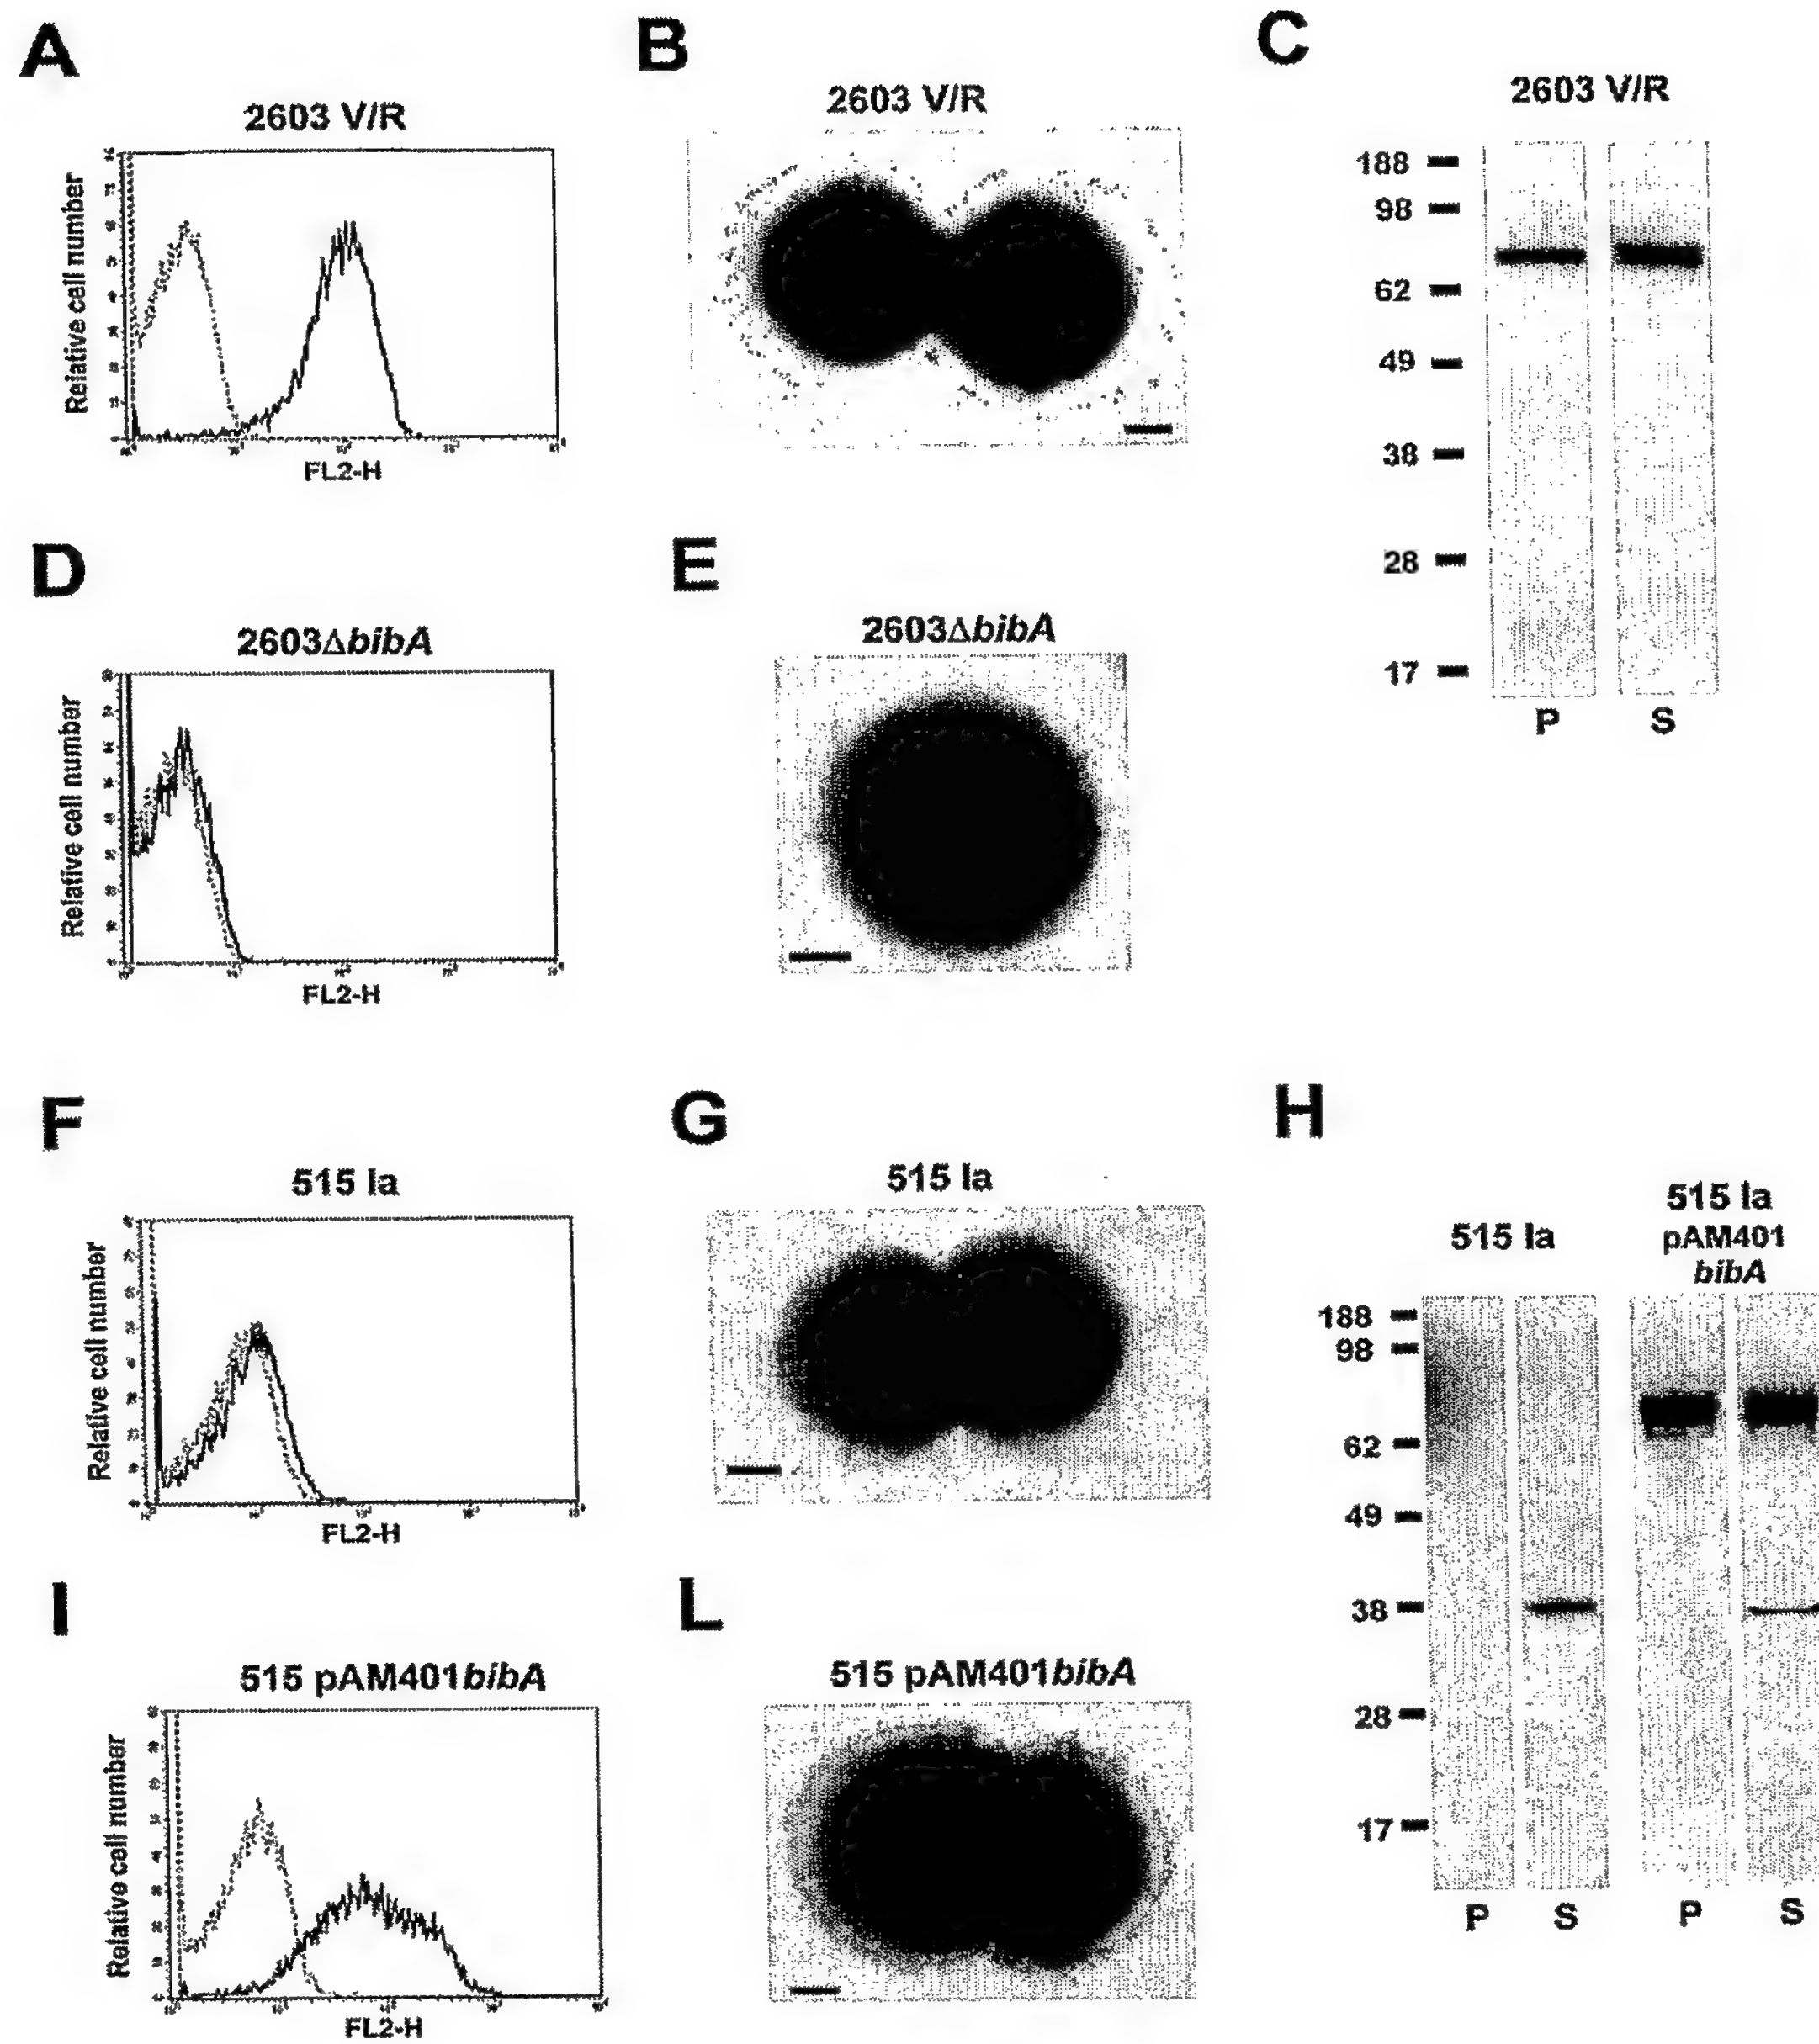 A
B
C
2603 V/R
2603 V/R
2603 V/R
Relative cell number
FL2-H
188
98
62
49
38
28
17
P S
D
E
2603Δbiba
2603ΔbibA
Relative cell number
FL2-H
F
G
H
515 Ia
515 Ia
515 Ia
515 Ia
pAM401
bibA
Relative cell number
FL2-H
188
98
62
49
38
28
17
P S P S
I
L
515 pAM401bibA
515 pAM401bibA
Relative cell number
FL2-H